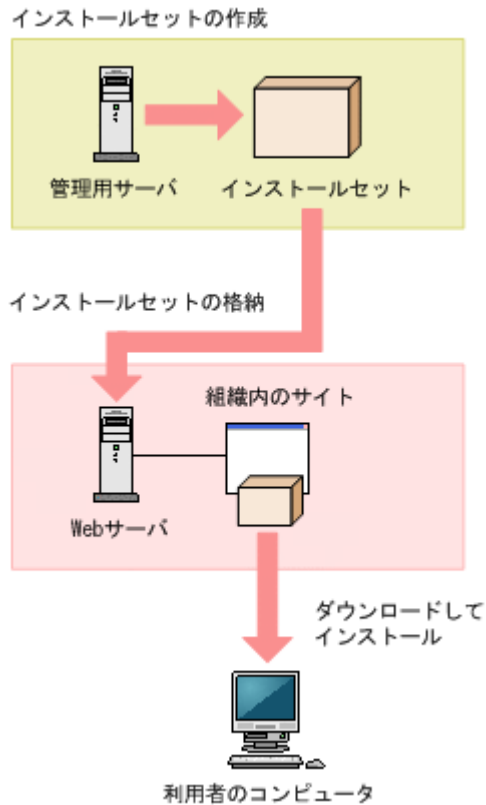 インストールセットの作成
管理用サーバ
インストールセット
インストールセットの格納
組織内のサイト
Webサーバ
ダウンロードして
インストール
利用者のコンピュータ